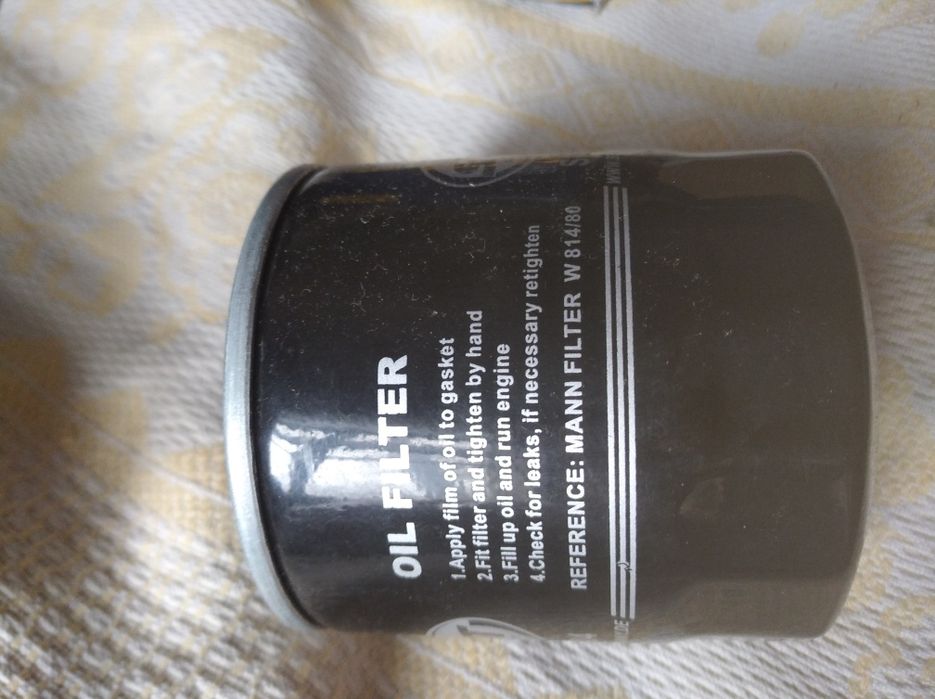 OIL FILTER
1.Apply film of oil to gasket
2.Fit filter and tighten by hand
3.Fill up oil and run engine
4.Check for leaks, if necessary retighten
REFERENCE: MANN FILTER W 814/80